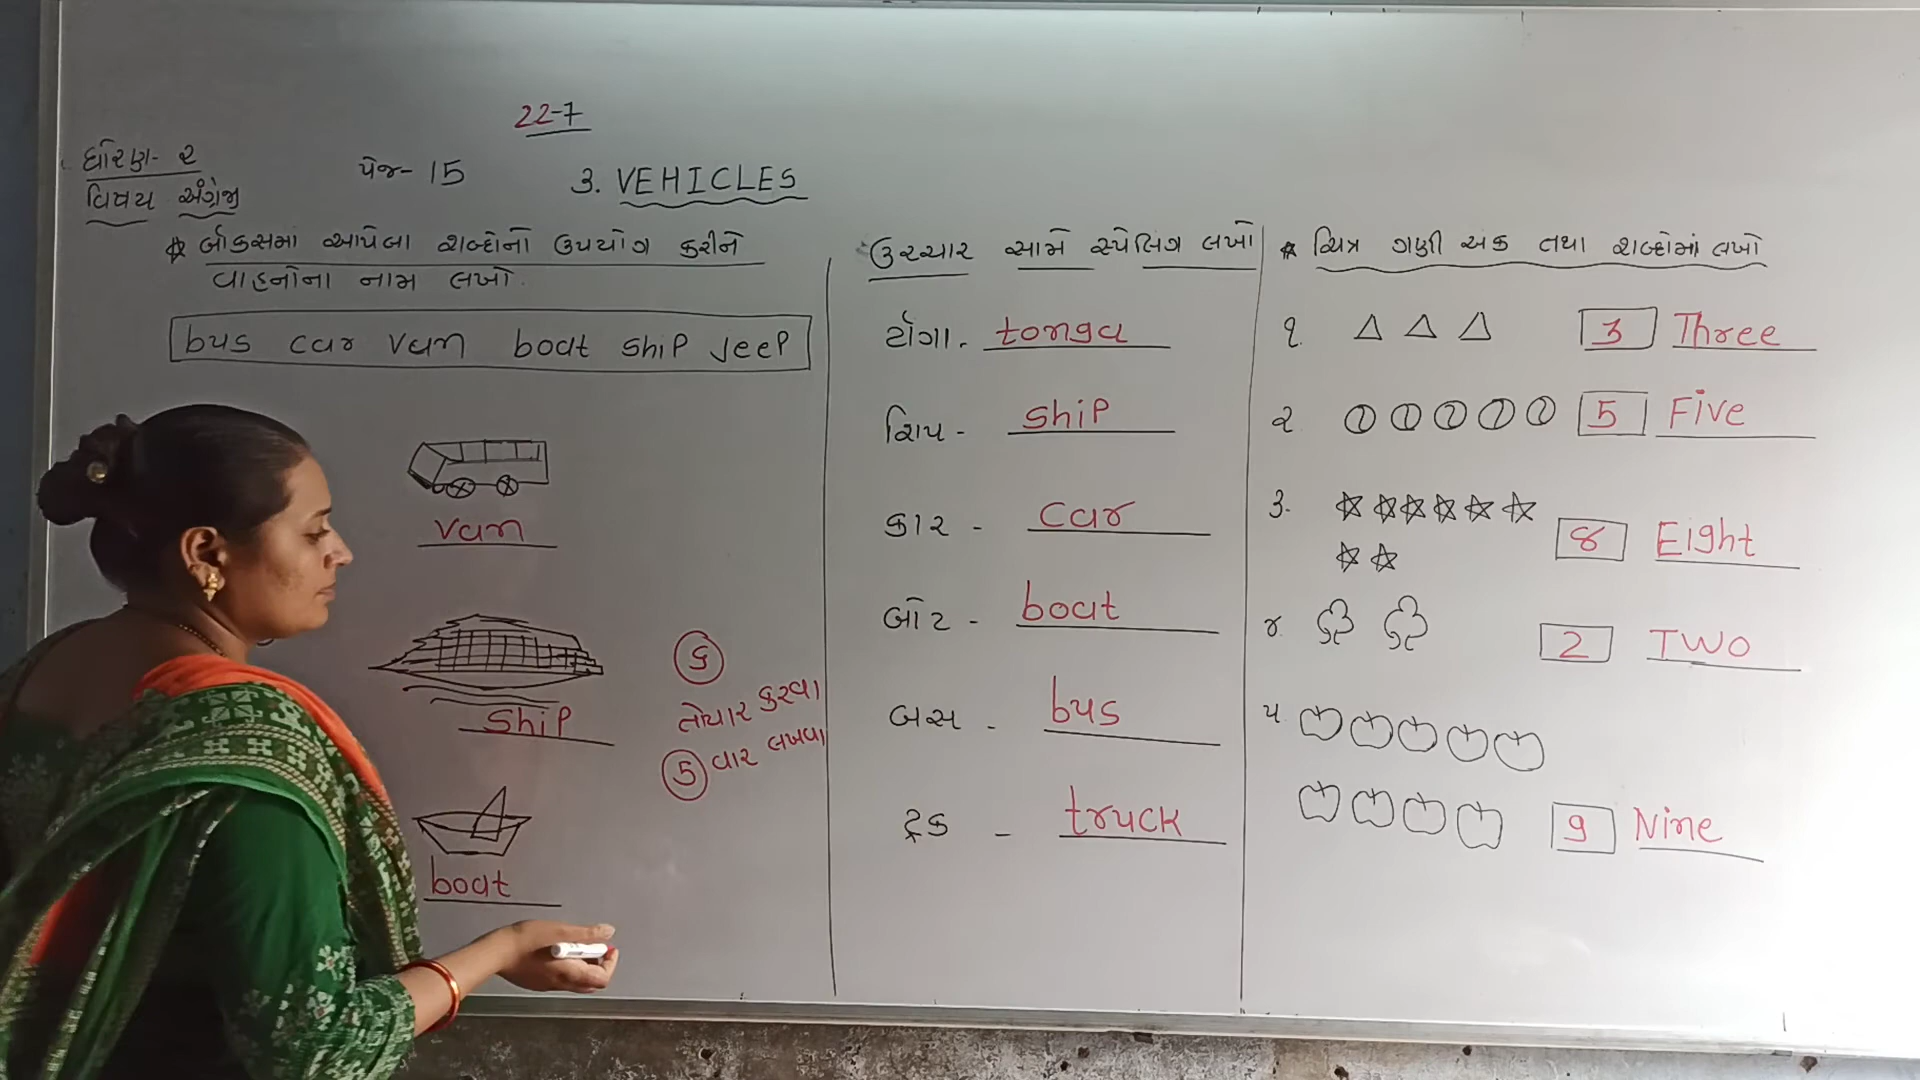 22-7
ધોરણ- ૨
વિષય અંગ્રેજી
પેજ- 15
3. VEHICLES
* બોક્સમાં આપેલા શબ્દોનો ઉપયોગ કરીને
વાહનોના નામ લખો.
bus car van boat ship Jeep
van
ship
boat
તૈયાર કરવા
5 વાર લખવા
ઉચ્ચાર સામે સ્પેલિંગ લખો
ટાંગા. tonga
શિપ - ship
કાર - car
બોટ - boat
બસ - bus
ટ્રક - truck
* ચિત્ર ગણી અંક તથા શબ્દોમાં લખો
૧. 3 Three
૨ 5 Five
૩. 8 Eight
૪. 2 Two
૫ 9 Nine